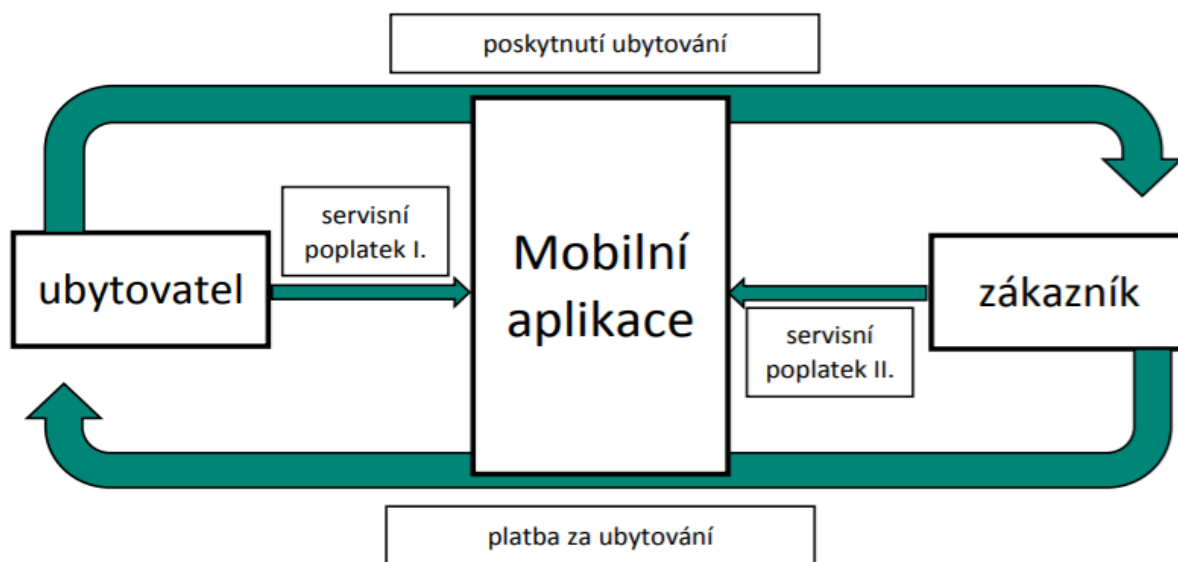 poskytnutí ubytování
servisní
poplatek I.
ubytovatel
Mobilní
aplikace
zákazník
servisní
poplatek II.
platba za ubytování